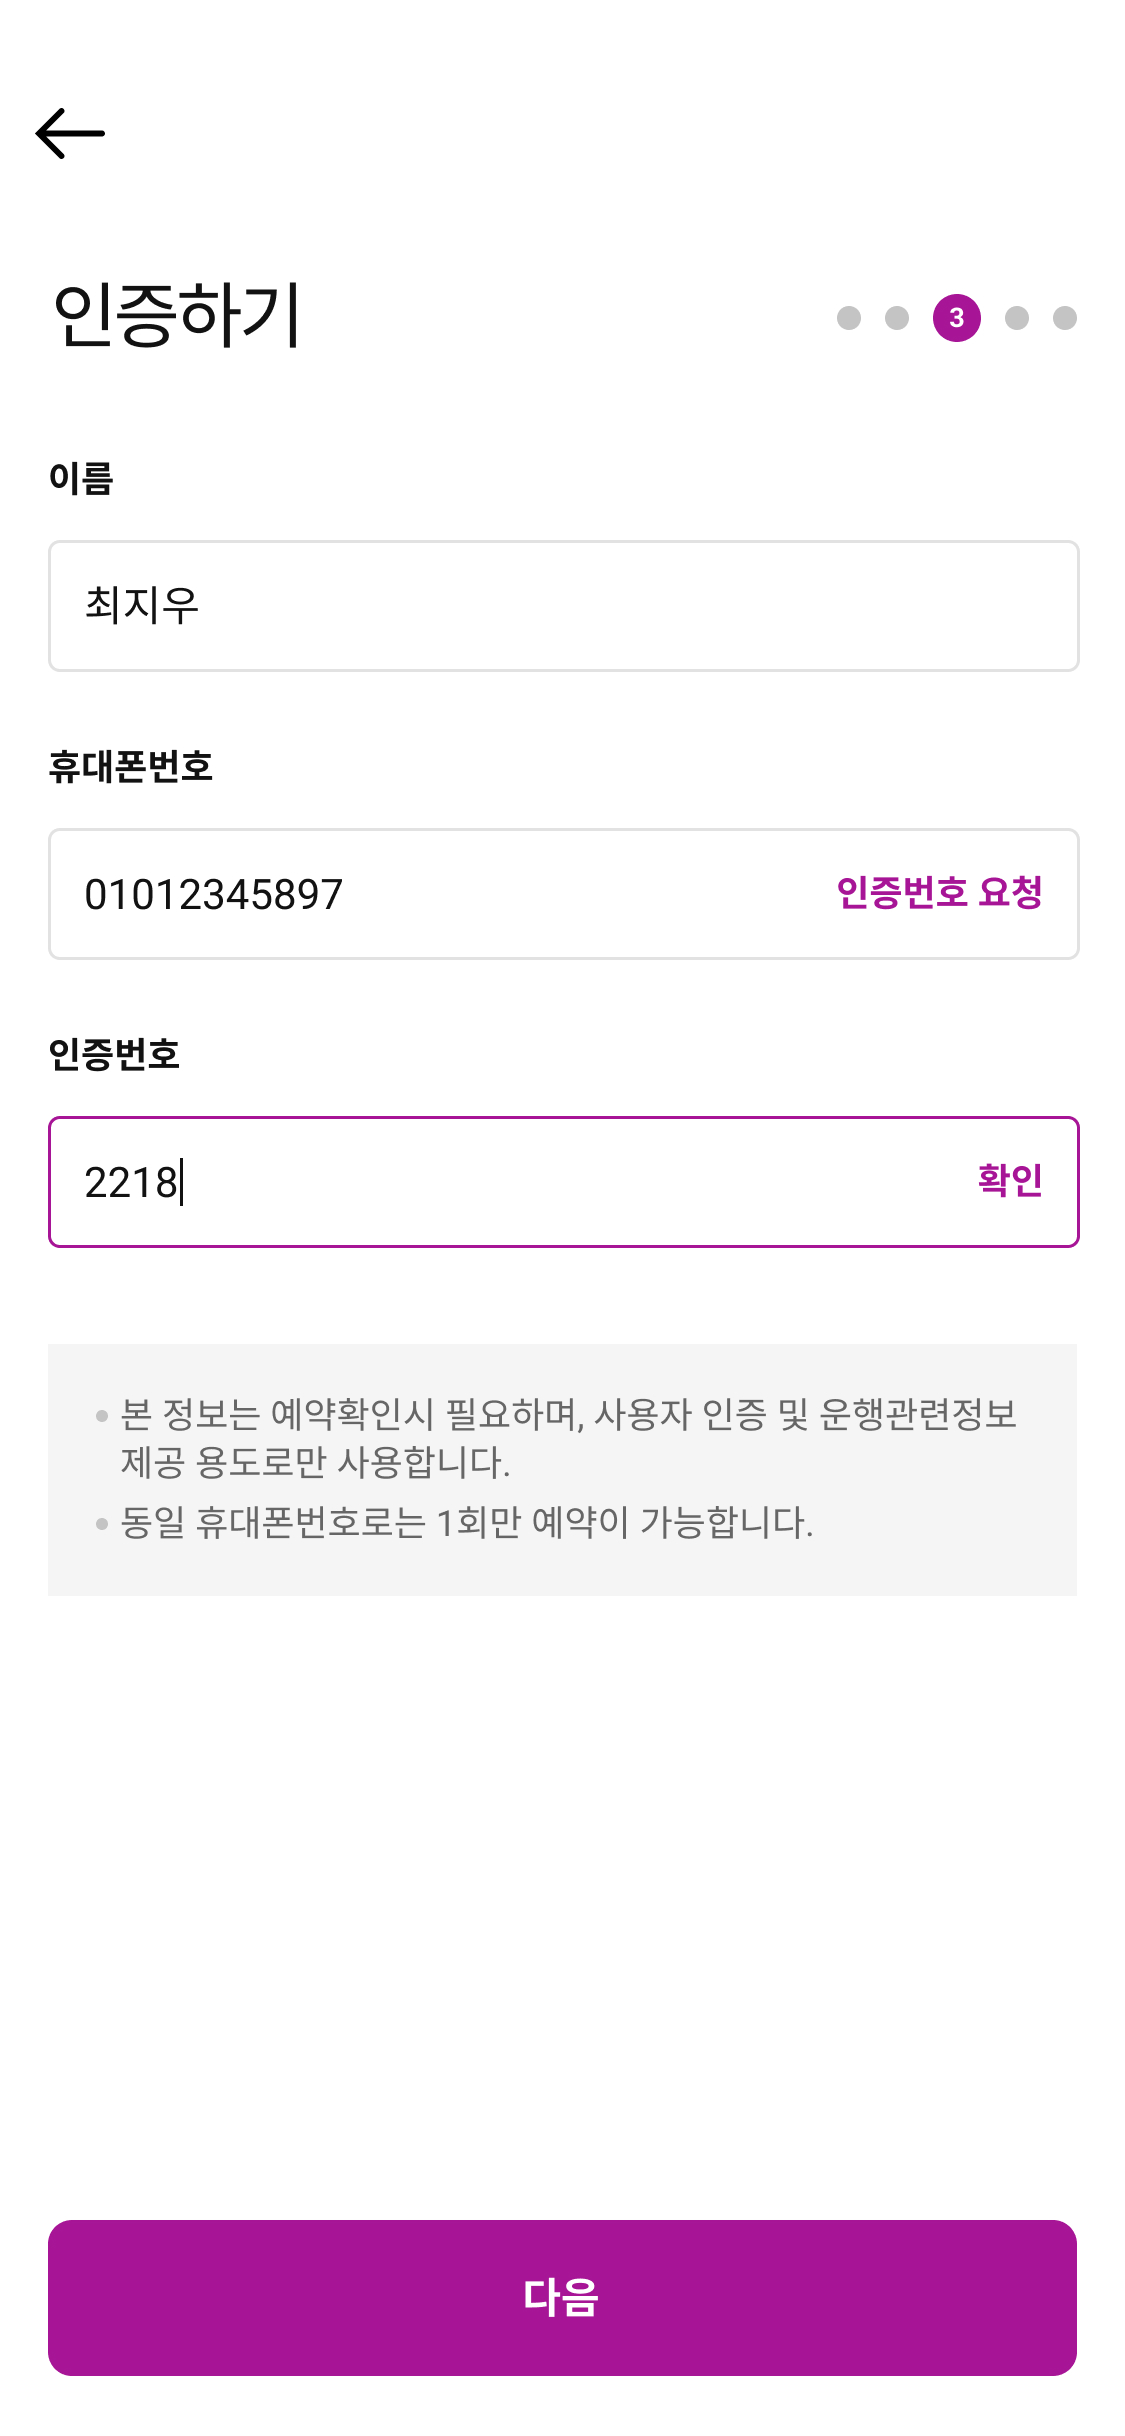 인증하기
3
이름
최지우
휴대폰번호
01012345897 인증번호 요청
인증번호
2218 확인
본 정보는 예약확인시 필요하며, 사용자 인증 및 운행관련정보
제공 용도로만 사용합니다.
동일 휴대폰번호로는 1회만 예약이 가능합니다.
다음